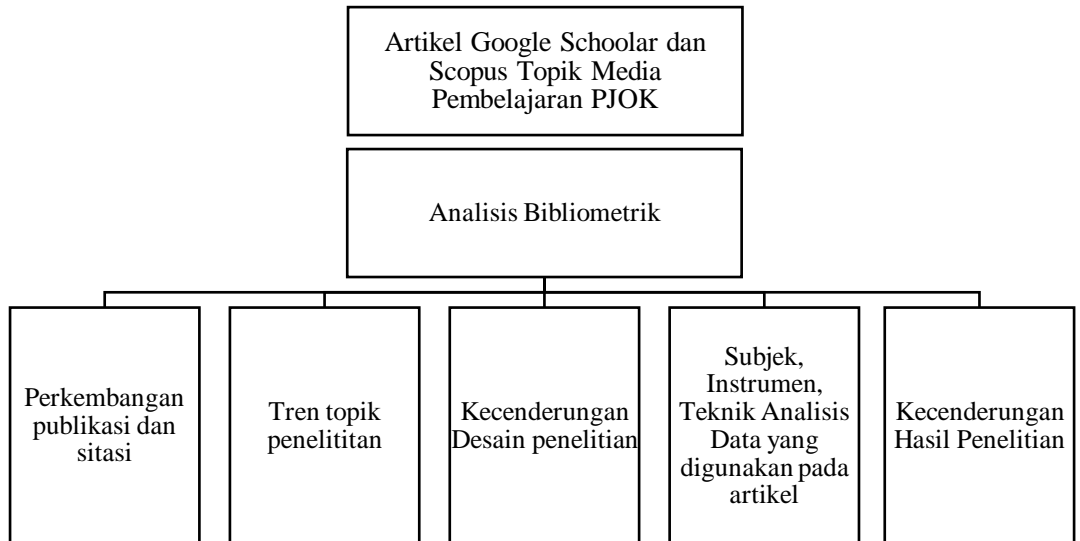 Artikel Google Schoolar dan
Scopus Topik Media
Pembelajaran PJOK
Analisis Bibliometrik
Perkembangan
publikasi dan
sitasi
Tren topik
penelititan
Kecenderungan
Desain penelitian
Subjek,
Instrumen,
Teknik Analisis
Data yang
digunakan pada
artikel
Kecenderungan
Hasil Penelitian